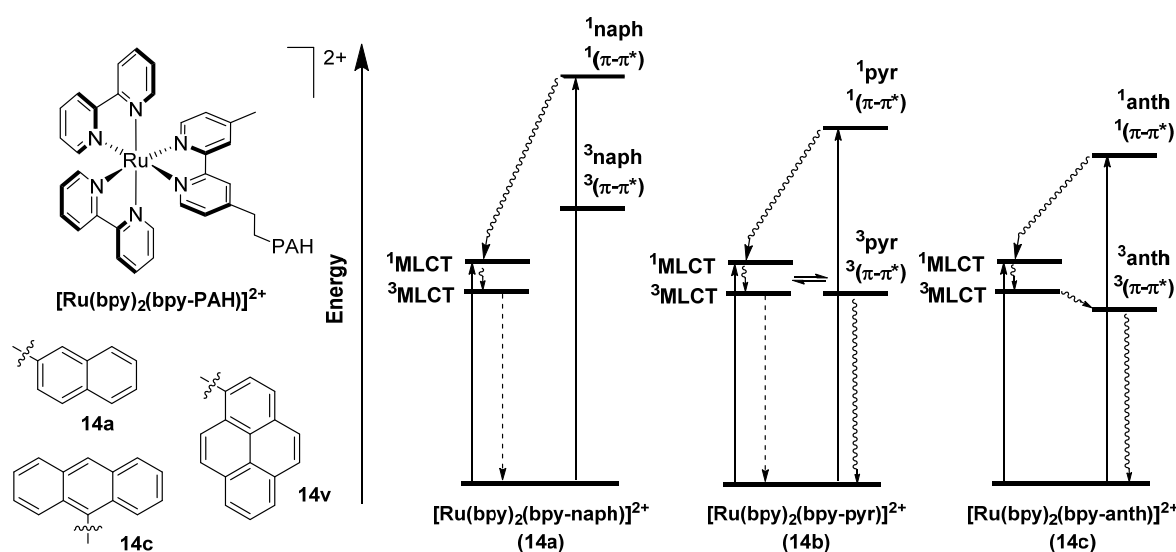 2+
N
N
N
Ru
N
N
N
PAH
[Ru(bpy)2(bpy-PAH)]2+
14a
14c
14v
Energy
1naph
1(π-π*)
3naph
3(π-π*)
1MLCT
3MLCT
[Ru(bpy)2(bpy-naph)]2+
(14a)
1pyr
1(π-π*)
3pyr
3(π-π*)
1MLCT
3MLCT
[Ru(bpy)2(bpy-pyr)]2+
(14b)
1anth
1(π-π*)
3anth
3(π-π*)
1MLCT
3MLCT
[Ru(bpy)2(bpy-anth)]2+
(14c)